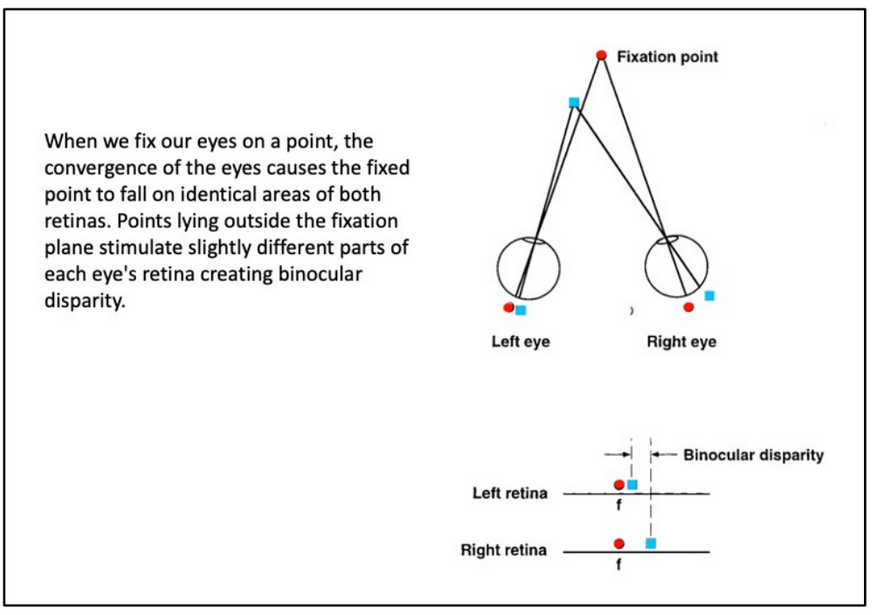 Fixation point
When we fix our eyes on a point, the
convergence of the eyes causes the fixed
point to fall on identical areas of both
retinas. Points lying outside the fixation
plane stimulate slightly different parts of
each eye's retina creating binocular
disparity.
Left eye
Right eye
Binocular disparity
Left retina
f
Right retina
f